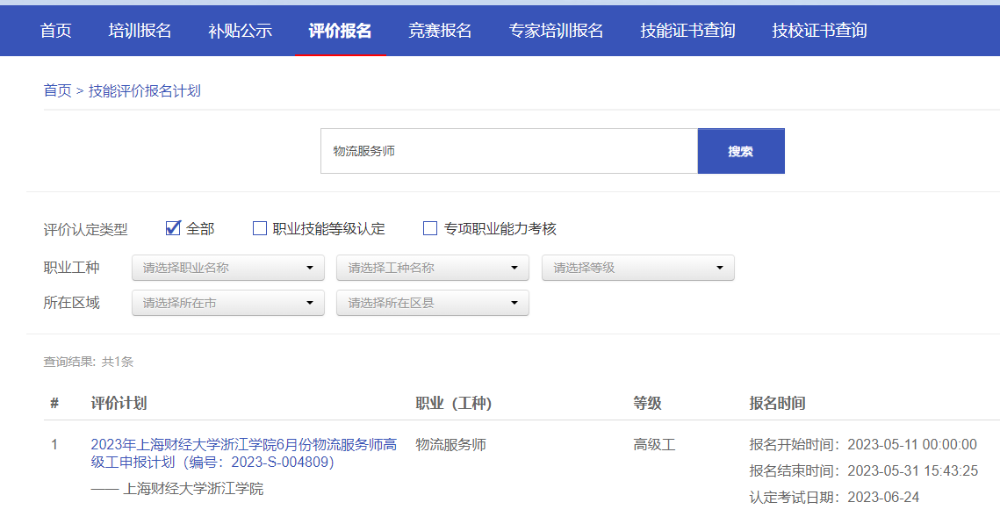 首页 培训报名 补贴公示 评价报名 竞赛报名 专家培训报名 技能证书查询 技校证书查询
首页 > 技能评价报名计划
物流服务师 搜索
评价认定类型 全部 职业技能等级认定 专项职业能力考核
职业工种 请选择职业名称 请选择工种名称 请选择等级
所在区域 请选择所在市 请选择所在区县
查询结果: 共1条
# 评价计划 职业（工种） 等级 报名时间
1 2023年上海财经大学浙江学院6月份物流服务师高 物流服务师 高级工 报名开始时间：2023-05-11 00:00:00
级工申报计划（编号：2023-S-004809） 报名结束时间：2023-05-31 15:43:25
—— 上海财经大学浙江学院 认定考试日期：2023-06-24